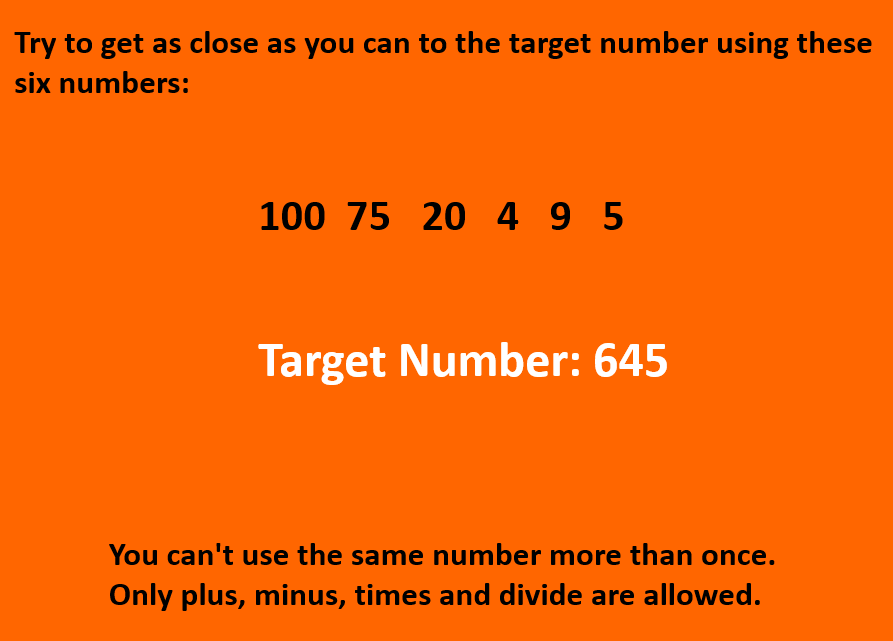 Try to get as close as you can to the target number using these
six numbers:
100 75 20 4 9 5
Target Number: 645
You can't use the same number more than once.
Only plus, minus, times and divide are allowed.